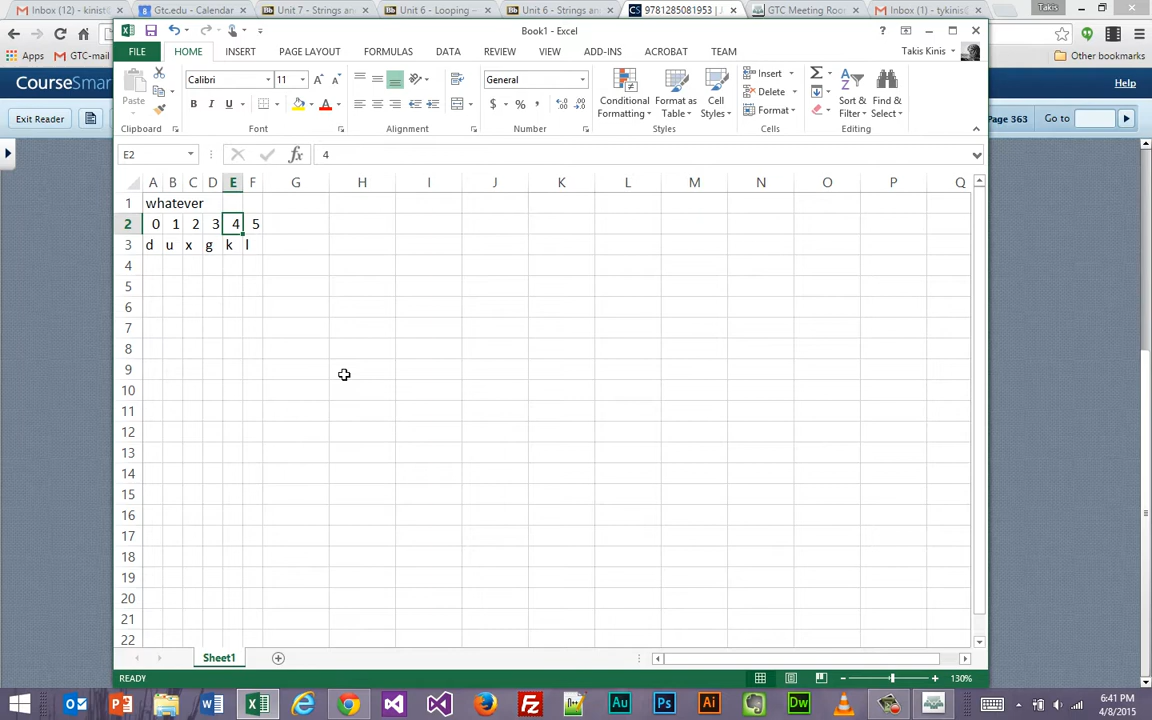 Inbox (12) - kinist
Gtc.edu - Calendar
Unit 7 - Strings and
Unit 6 - Looping –
Unit 6 - Strings and
9781285081953 | J
GTC Meeting Roo
Inbox (1) - tykinis@
Takis
Apps
GTC-mail
Other bookmarks
Book1 - Excel
FILE HOME INSERT PAGE LAYOUT FORMULAS DATA REVIEW VIEW ADD-INS ACROBAT TEAM
Takis Kinis
CourseSmar
Help
Exit Reader
Page 363
Go to
Paste
Calibri 11
General
Conditional Formatting
Format as Table
Cell Styles
Insert
Delete
Format
Sort & Filter
Find & Select
Clipboard Font Alignment Number Styles Cells Editing
E2
fx 4
A B C D E F G H I J K L M N O P Q
1 whatever
2 0 1 2 3 4 5
3 d u x g k l
4
5
6
7
8
9
10
11
12
13
14
15
16
17
18
19
20
21
22
Sheet1
READY
130%
6:41 PM
4/8/2015